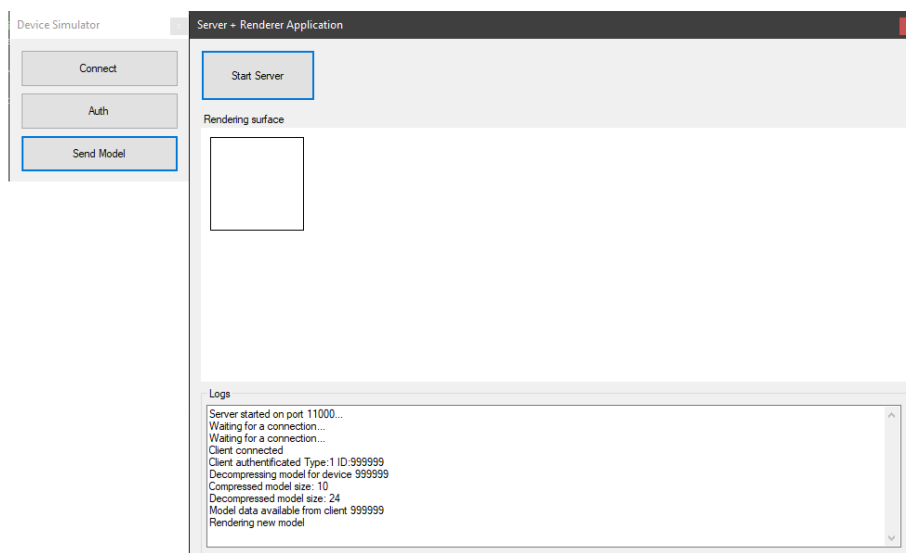 Device Simulator
Connect
Auth
Send Model
Server + Renderer Application
Start Server
Rendering surface
Logs
Server started on port 11000...
Waiting for a connection...
Waiting for a connection...
Client connected
Client authentificated Type:1 ID:999999
Decompressing model for device 999999
Compressed model size: 10
Decompressed model size: 24
Model data available from client 999999
Rendering new model